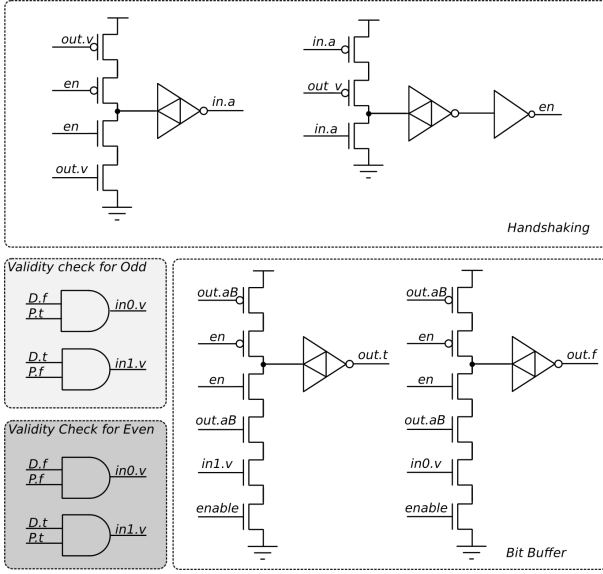 out.v
en
en
out.v
in.a
in.a
out v
in.a
en
Handshaking
Validity check for Odd
D.f
P.t
in0.v
D.t
P.f
in1.v
Validity Check for Even
D.f
P.f
in0.v
D.t
P.t
in1.v
out.aB
en
en
out.aB
in1.v
enable
out.t
out.aB
en
en
out.aB
in0.v
enable
out.f
Bit Buffer